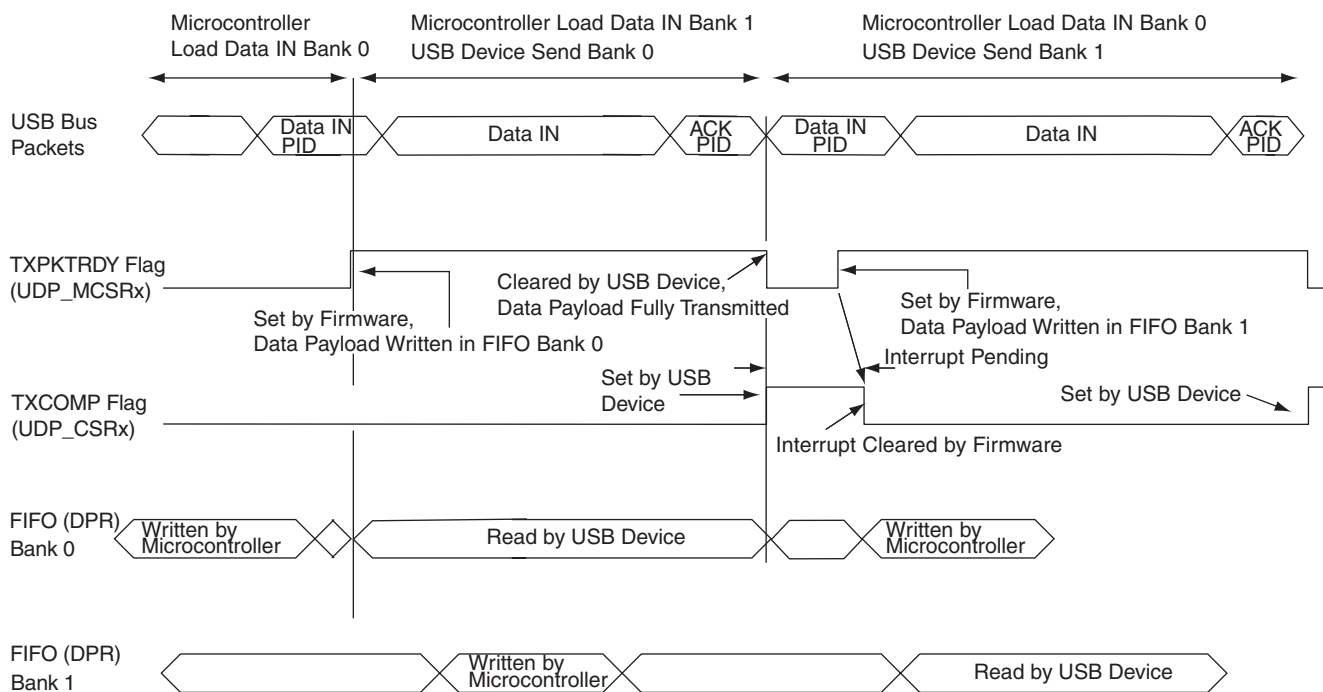 Microcontroller
Load Data IN Bank 0
Microcontroller Load Data IN Bank 1
USB Device Send Bank 0
Microcontroller Load Data IN Bank 0
USB Device Send Bank 1
USB Bus
Packets
Data IN
PID
Data IN
ACK
PID
Data IN
PID
Data IN
ACK
PID
TXPKTRDY Flag
(UDP_MCSRx)
Set by Firmware,
Data Payload Written in FIFO Bank 0
Cleared by USB Device,
Data Payload Fully Transmitted
Set by Firmware,
Data Payload Written in FIFO Bank 1
Interrupt Pending
TXCOMP Flag
(UDP_CSRx)
Set by USB
Device
Set by USB Device
Interrupt Cleared by Firmware
FIFO (DPR)
Bank 0
Written by
Microcontroller
Read by USB Device
Written by
Microcontroller
FIFO (DPR)
Bank 1
Written by
Microcontroller
Read by USB Device